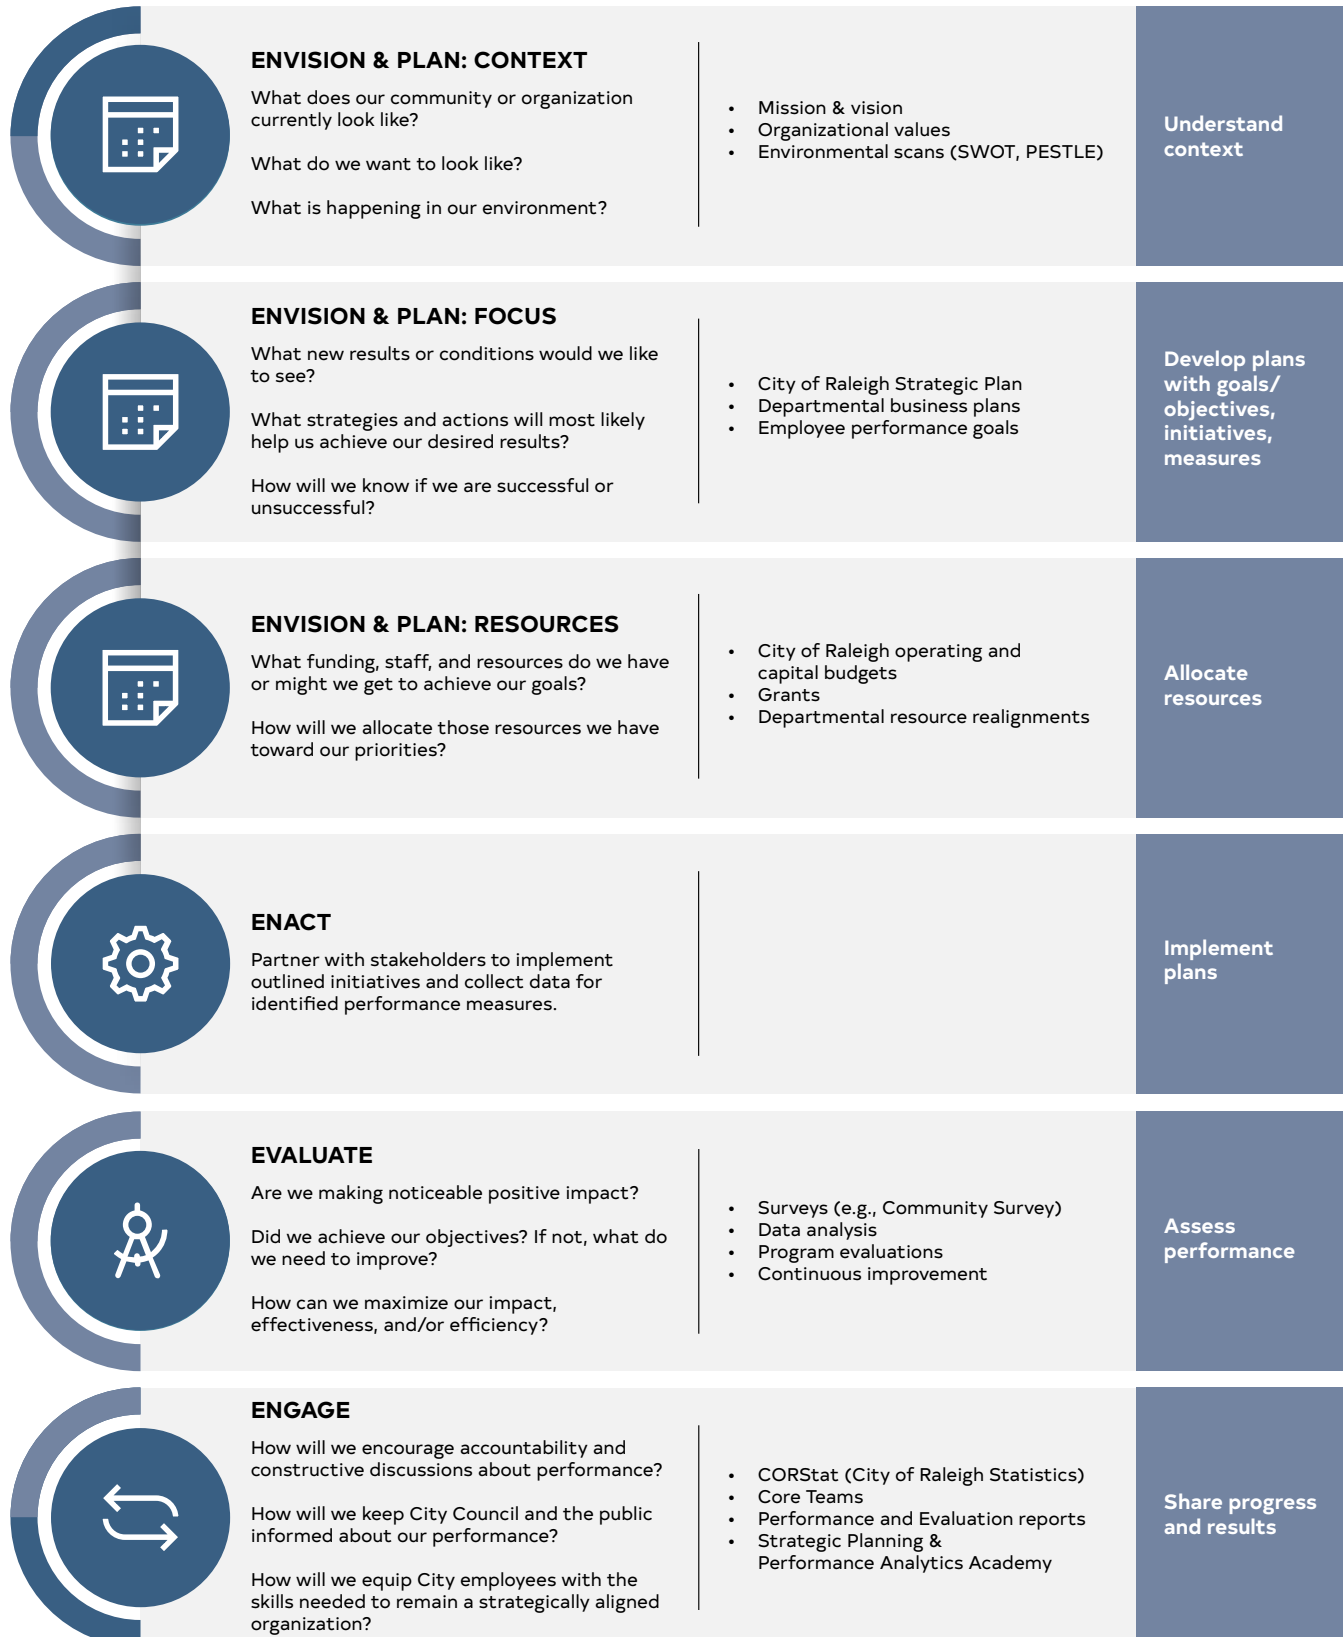 ENVISION & PLAN: CONTEXT
What does our community or organization
currently look like?
What do we want to look like?
What is happening in our environment?
• Mission & vision
• Organizational values
• Environmental scans (SWOT, PESTLE)
Understand
context
ENVISION & PLAN: FOCUS
What new results or conditions would we like
to see?
What strategies and actions will most likely
help us achieve our desired results?
How will we know if we are successful or
unsuccessful?
• City of Raleigh Strategic Plan
• Departmental business plans
• Employee performance goals
Develop plans
with goals/
objectives,
initiatives,
measures
ENVISION & PLAN: RESOURCES
What funding, staff, and resources do we have
or might we get to achieve our goals?
How will we allocate those resources we have
toward our priorities?
• City of Raleigh operating and
capital budgets
• Grants
• Departmental resource realignments
Allocate
resources
ENACT
Partner with stakeholders to implement
outlined initiatives and collect data for
identified performance measures.
Implement
plans
EVALUATE
Are we making noticeable positive impact?
Did we achieve our objectives? If not, what do
we need to improve?
How can we maximize our impact,
effectiveness, and/or efficiency?
• Surveys (e.g., Community Survey)
• Data analysis
• Program evaluations
• Continuous improvement
Assess
performance
ENGAGE
How will we encourage accountability and
constructive discussions about performance?
How will we keep City Council and the public
informed about our performance?
How will we equip City employees with the
skills needed to remain a strategically aligned
organization?
• CORStat (City of Raleigh Statistics)
• Core Teams
• Performance and Evaluation reports
• Strategic Planning &
Performance Analytics Academy
Share progress
and results